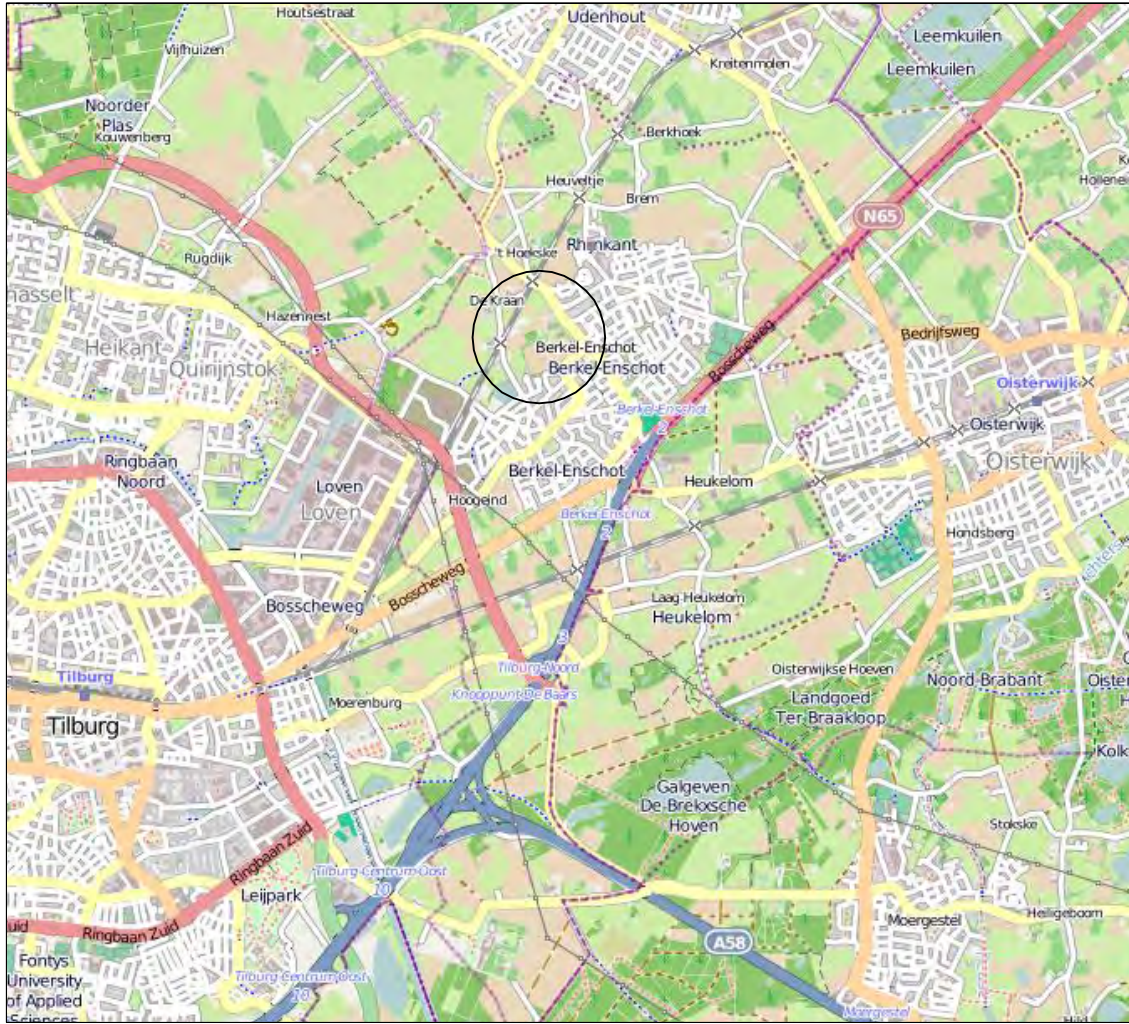 Houtsestraat
Udenhout
Vijfhuizen
Leemkuilen
Kreitenmolen
Leemkuilen
Noorder
Plas
Kouwenberg
Berkhoek
Heuveltje
Brem
N65
Rhijnkant
't Hoekske
Rugdijk
De Kraan
Hazennest
Heikant
Quirijnstok
Berkel-Enschot
Berkel-Enschot
Bosscheweg
Bedrijfsweg
Oisterwijk
Berkel-Enschot
2
Oisterwijk
Oisterwijk
Ringbaan
Noord
Berkel-Enschot
Loven
Loven
Hoogeind
Heukelom
Berkel-Enschot
2
Hondsberg
Bosscheweg
Bosscheweg
Laag Heukelom
Heukelom
3
Tilburg-Noord
Knooppunt De Baars
Oisterwijkse Hoeven
Noord-Brabant
Tilburg
Tilburg
Moerenburg
Landgoed
Ter Braakloop
Kolk
Galgeven
De Brekxsche
Hoven
Stokske
Ringbaan Zuid
Tilburg-Centrum-Oost
10
Leijpark
Moergestel
Heiligeboom
Ringbaan Zuid
A58
Fontys
University
of Applied
Sciences
Tilburg-Centrum-Oost
10
Moergestel